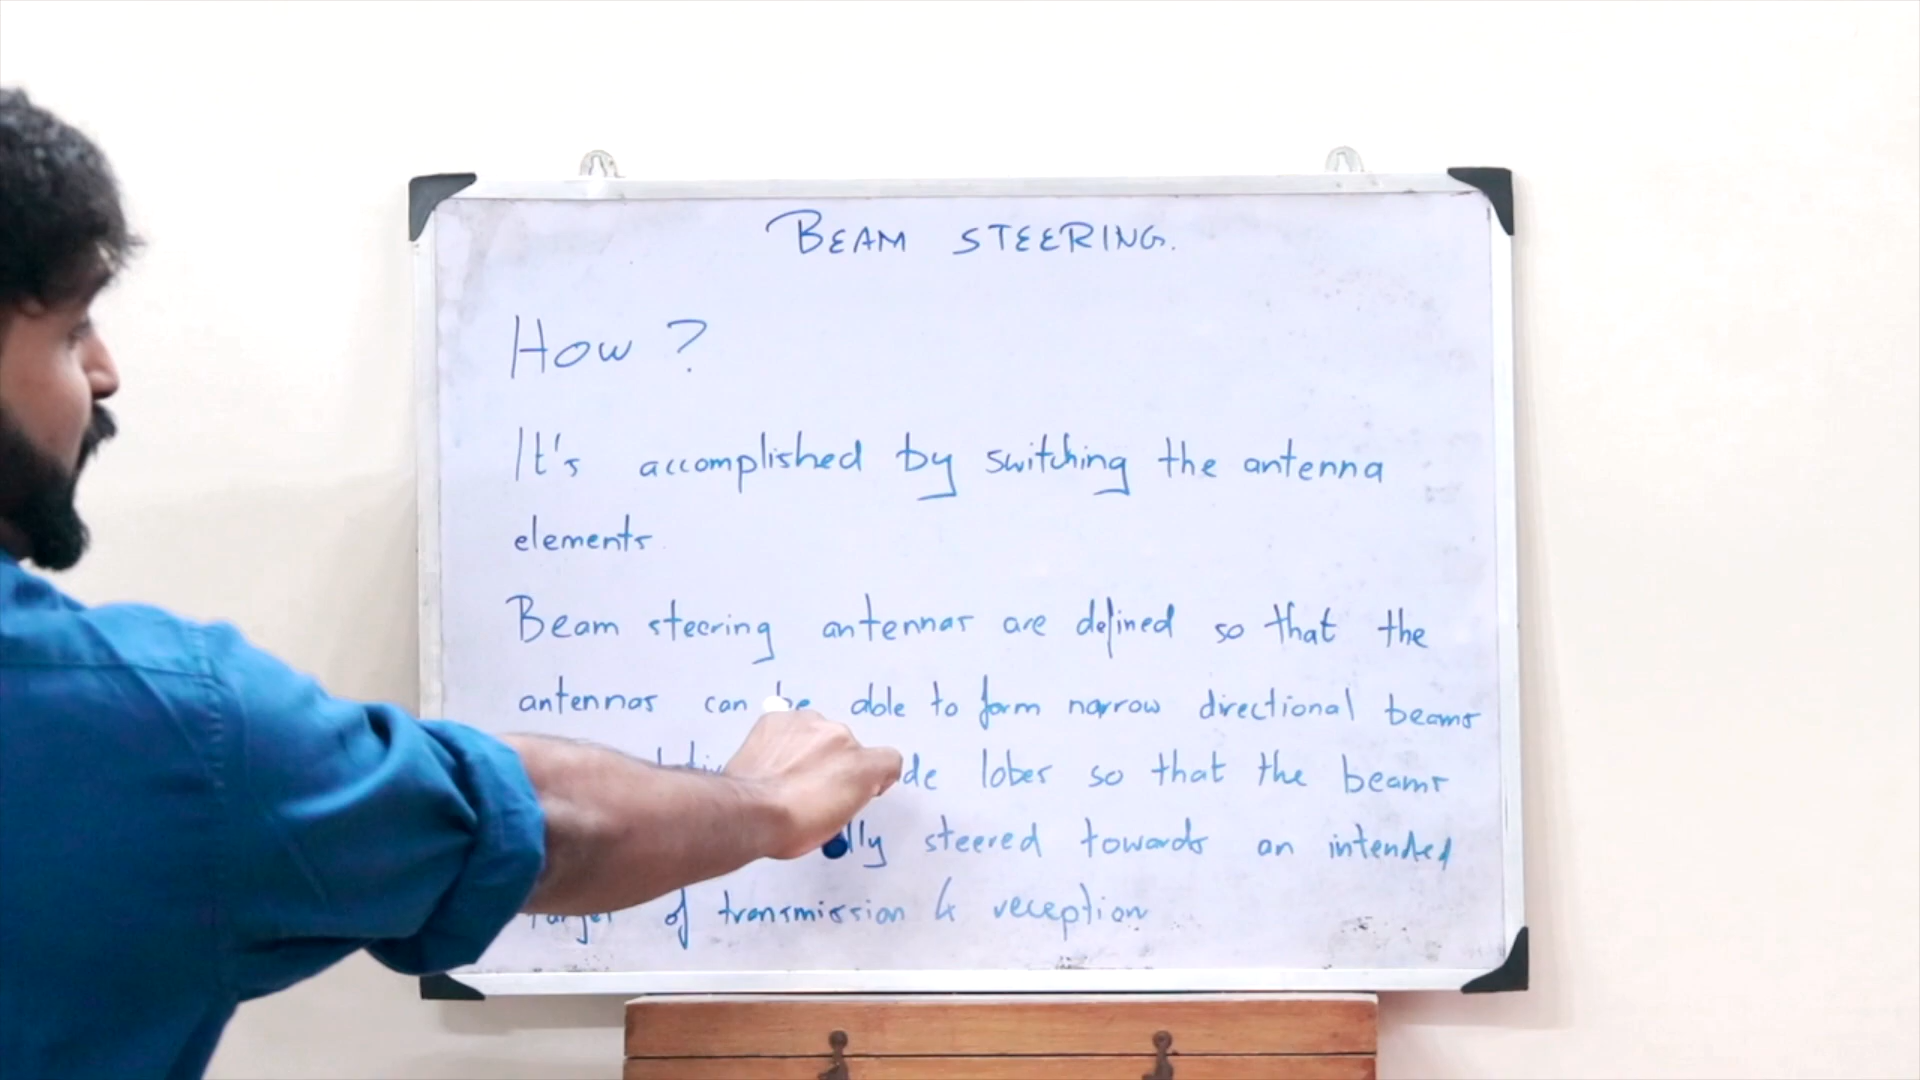 BEAM STEERING.
How ?
It's accomplished by switching the antenna
elements
Beam steering antennas are defined so that the
antennas can be able to form narrow directional beams
lobes so that the beams
steered towards an intended
target of transmission & reception